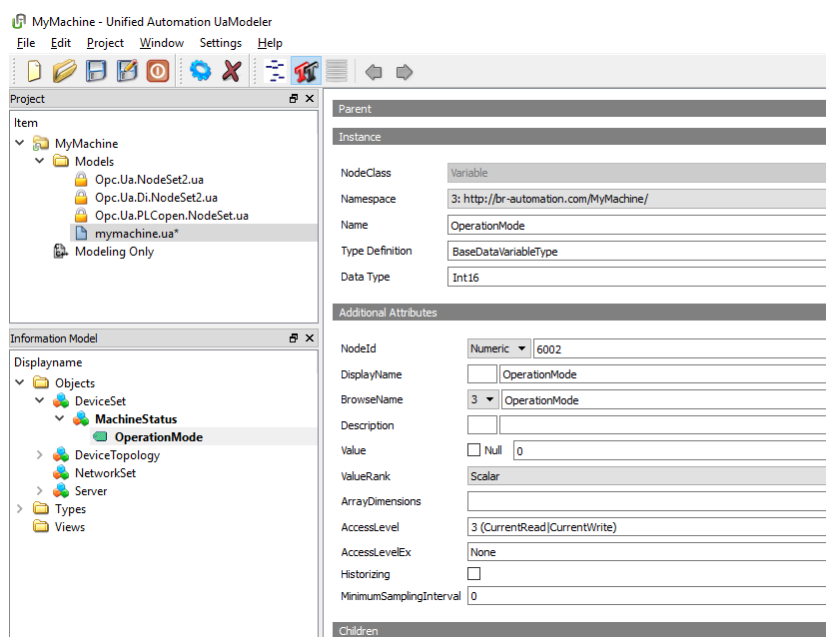 MyMachine - Unified Automation UaModeler
File Edit Project Window Settings Help
Project
Item
MyMachine
Models
Opc.Ua.NodeSet2.ua
Opc.Ua.Di.NodeSet2.ua
Opc.Ua.PLCopen.NodeSet.ua
mymachine.ua*
Modeling Only
Information Model
Displayname
Objects
DeviceSet
MachineStatus
OperationMode
DeviceTopology
NetworkSet
Server
Types
Views
Parent
Instance
NodeClass Variable
Namespace 3: http://br-automation.com/MyMachine/
Name OperationMode
Type Definition BaseDataVariableType
Data Type Int16
Additional Attributes
NodeId Numeric 6002
DisplayName OperationMode
BrowseName 3 OperationMode
Description
Value Null 0
ValueRank Scalar
ArrayDimensions
AccessLevel 3 (CurrentRead|CurrentWrite)
AccessLevelEx None
Historizing
MinimumSamplingInterval 0
Children